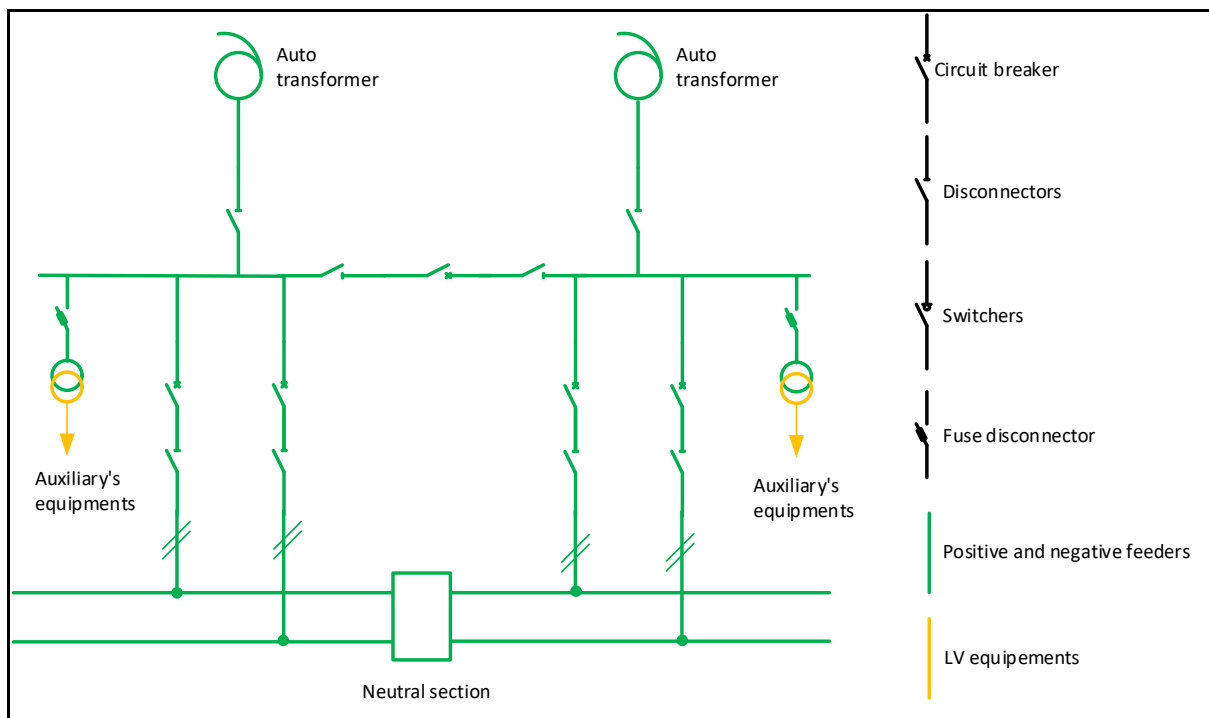 Auto
transformer
Auto
transformer
Auxiliary's
equipments
Auxiliary's
equipments
Neutral section
Circuit breaker
Disconnectors
Switchers
Fuse disconnector
Positive and negative feeders
LV equipements